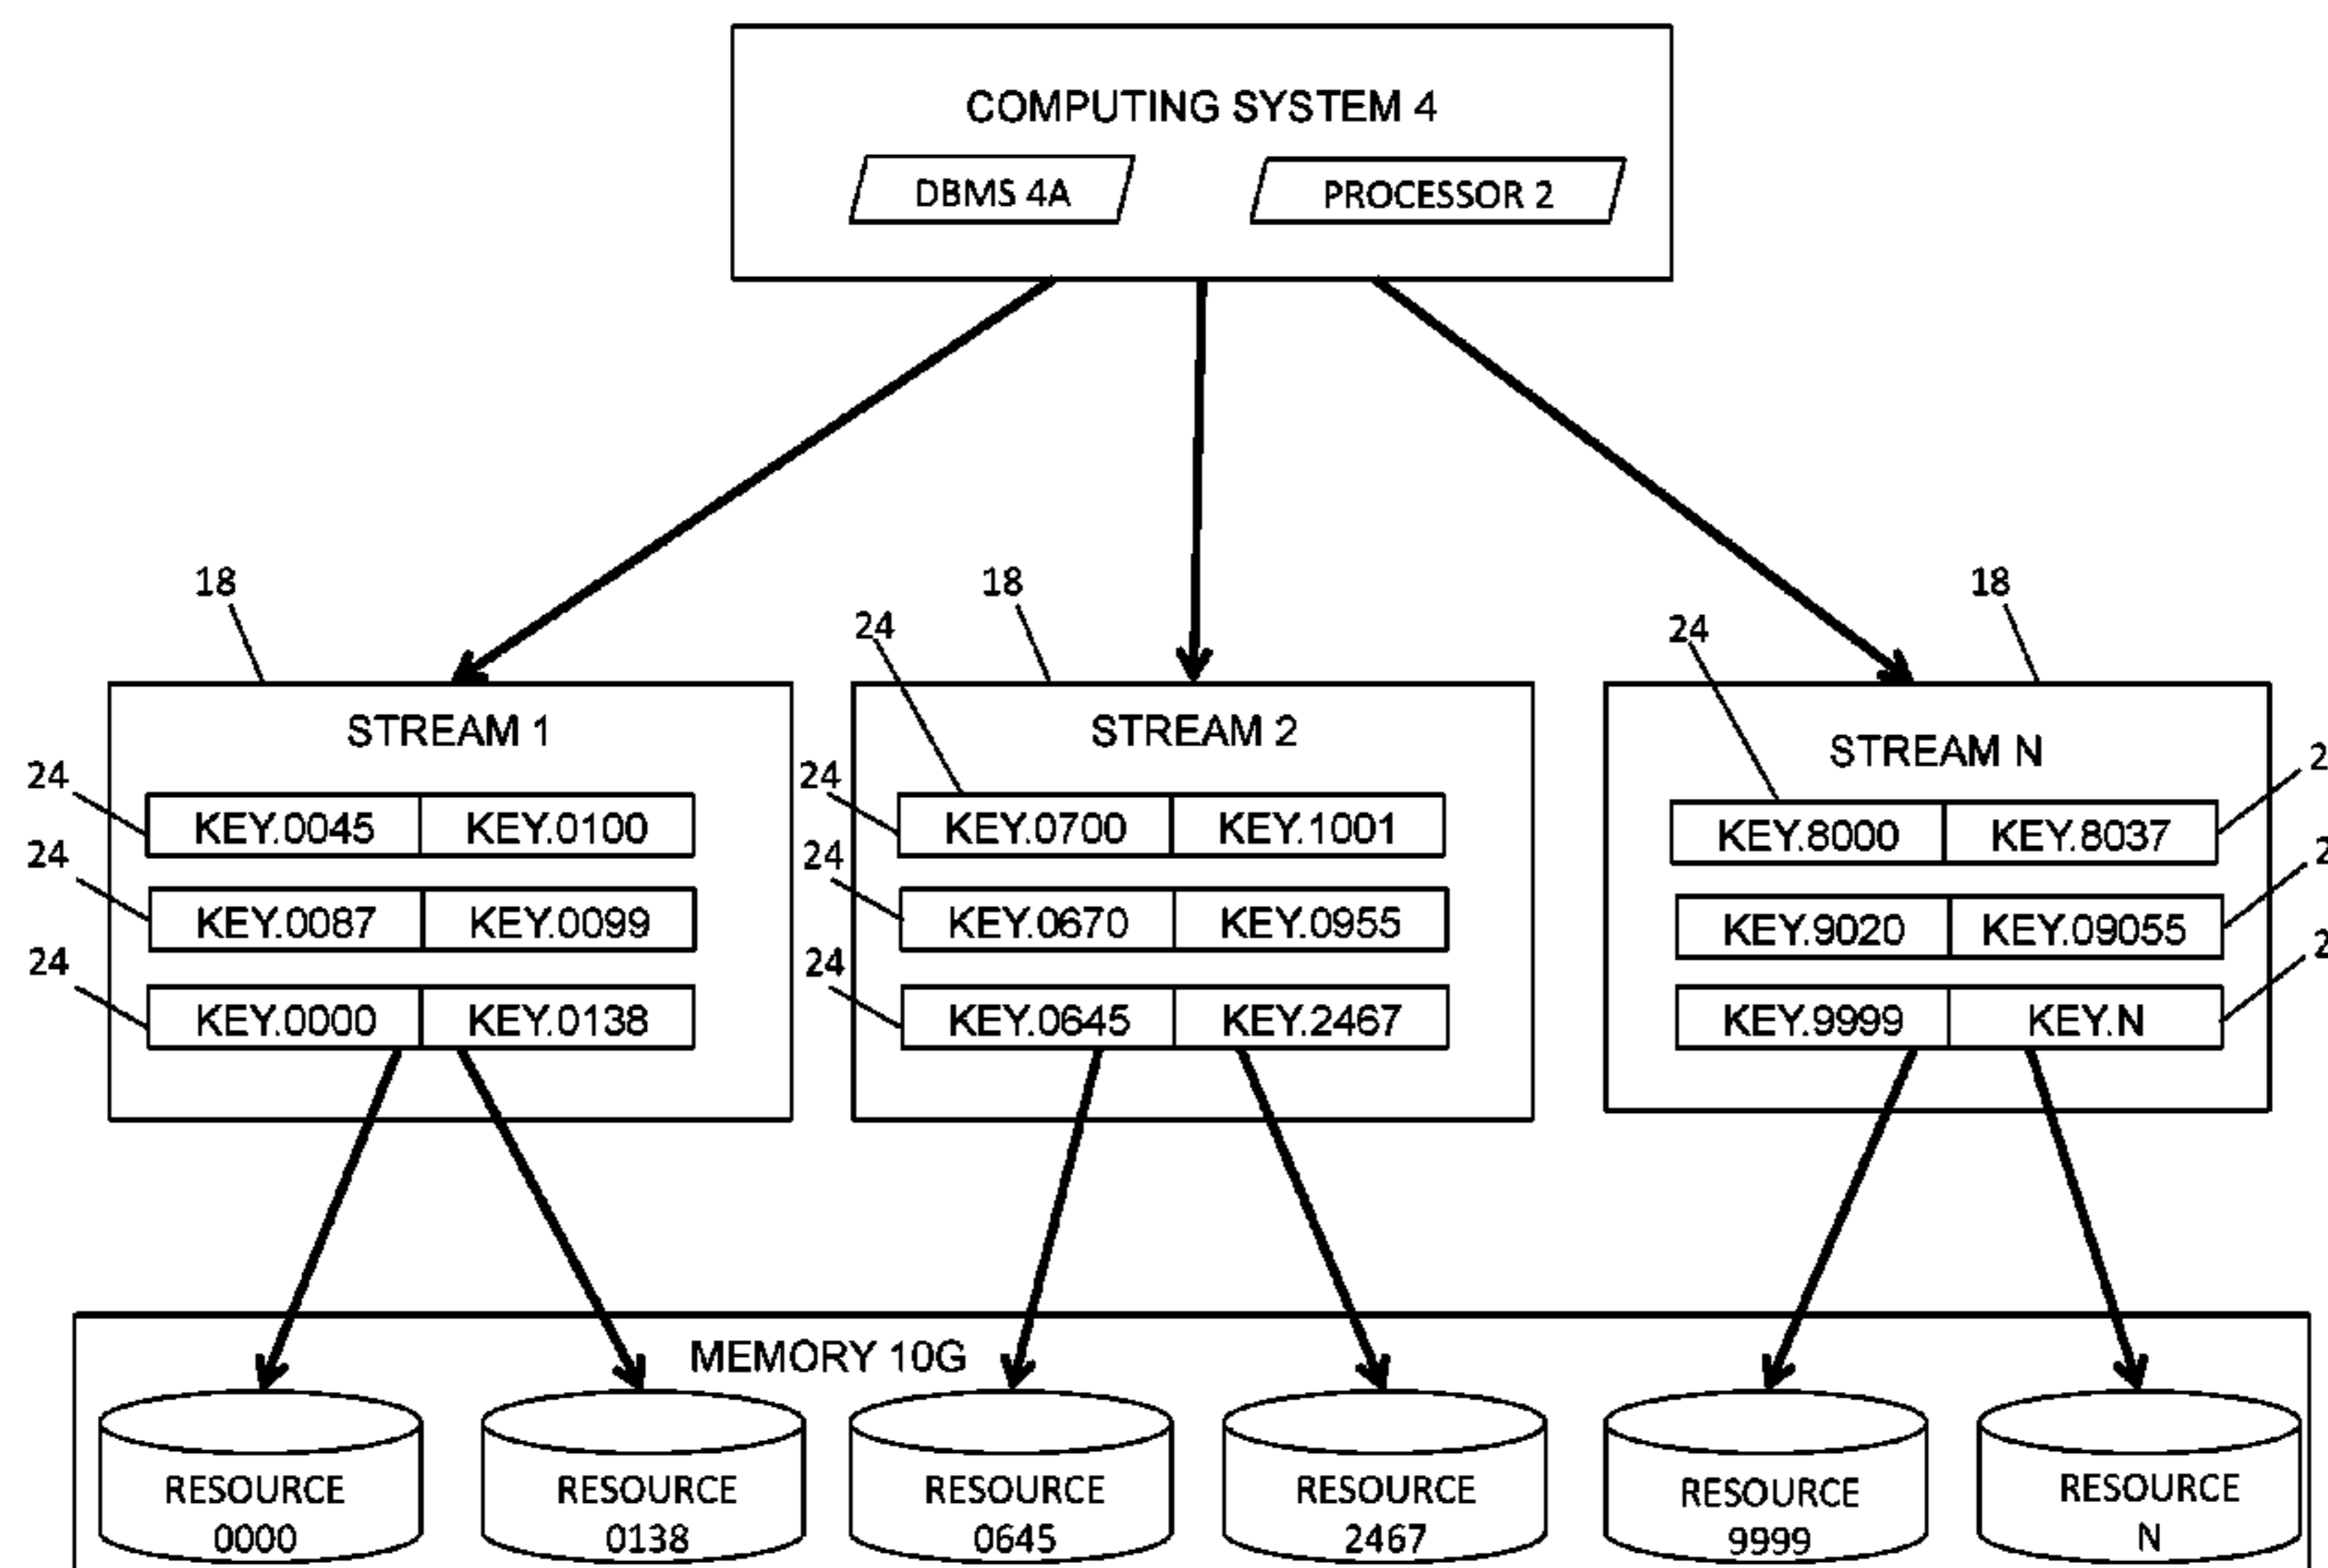 COMPUTING SYSTEM 4
DBMS 4A
PROCESSOR 2
18
18
18
24
24
STREAM 1
STREAM 2
STREAM N
24
KEY.0045 KEY.0100
24
KEY.0700 KEY.1001
KEY.8000 KEY.8037
2
24
KEY.0087 KEY.0099
24
KEY.0670 KEY.0955
KEY.9020 KEY.09055
2
24
KEY.0000 KEY.0138
24
KEY.0645 KEY.2467
KEY.9999 KEY.N
2
MEMORY 10G
RESOURCE
0000
RESOURCE
0138
RESOURCE
0645
RESOURCE
2467
RESOURCE
9999
RESOURCE
N